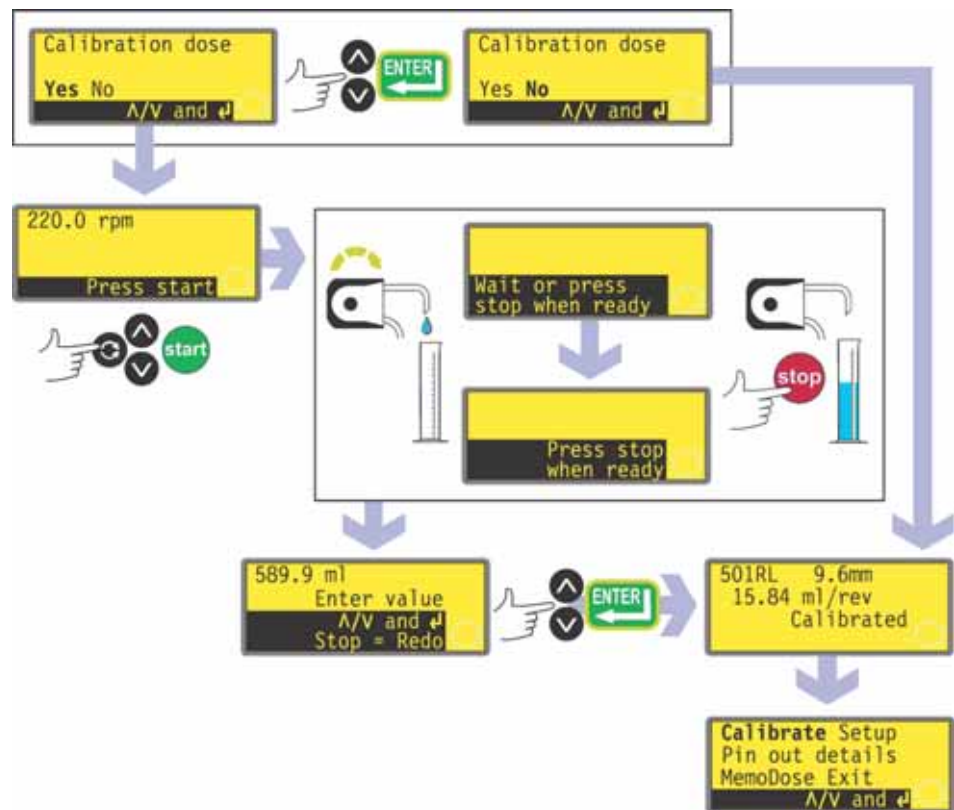 Calibration dose
Yes No
Λ/V and ↵
ENTER
Calibration dose
Yes No
Λ/V and ↵
220.0 rpm
Press start
start
Wait or press
stop when ready
stop
Press stop
when ready
589.9 ml
Enter value
Λ/V and ↵
Stop = Redo
ENTER
501RL 9.6mm
15.84 ml/rev
Calibrated
Calibrate Setup
Pin out details
MemoDose Exit
Λ/V and ↵